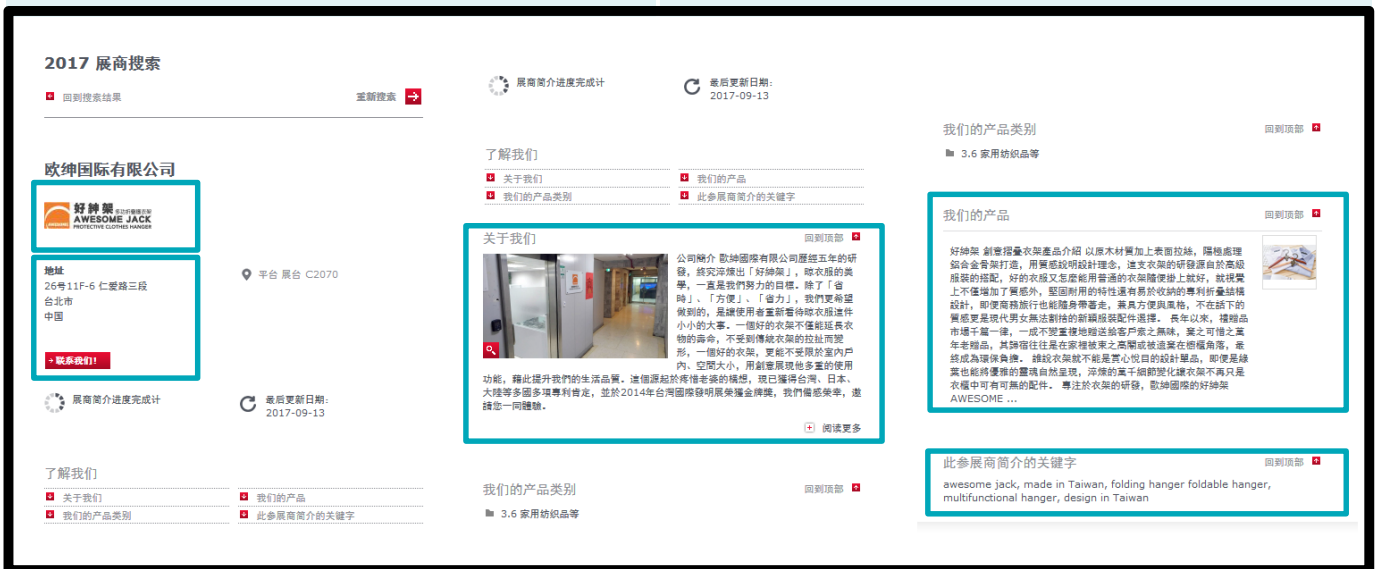 2017 展商搜索
回到搜索结果
重新搜索
欧绅国际有限公司
好紳架 多功折疊護衣架
AWESOME JACK
PROTECTIVE CLOTHES HANGER
地址
26号11F-6 仁爱路三段
台北市
中国
联系我们!
平台 展台 C2070
展商简介进度完成计
最后更新日期:
2017-09-13
了解我们
关于我们
我们的产品
我们的产品类别
此参展商简介的关键字
展商简介进度完成计
最后更新日期:
2017-09-13
了解我们
关于我们
我们的产品
我们的产品类别
此参展商简介的关键字
关于我们
回到顶部
公司簡介 歐紳國際有限公司歷經五年的研
發，終究淬煉出「好紳架」，晾衣服的美
學，一直是我們努力的目標。除了「省
時」、「方便」、「省力」，我們更希望
做到的，是讓使用者重新看待晾衣服這件
小小的大事。一個好的衣架不僅能延長衣
物的壽命，不受到傳統衣架的拉扯而變
形，一個好的衣架，更能不受限於室內戶
內、空間大小，用創意展現他多重的使用
功能，藉此提升我們的生活品質。這個源起於疼惜老婆的構想，現已獲得台灣、日本、
大陸等多國多項專利肯定，並於2014年台灣國際發明展榮獲金牌獎，我們備感榮幸，邀
請您一同體驗。
阅读更多
我们的产品类别
回到顶部
3.6 家用纺织品等
我们的产品类别
回到顶部
3.6 家用纺织品等
我们的产品
回到顶部
好紳架 創意摺疊衣架產品介紹 以原木材質加上表面拉絲，陽極處理
鋁合金骨架打造，用質感說明設計理念，這支衣架的研發源自於高級
服裝的搭配，好的衣服又怎麼能用普通的衣架隨便掛上就好，就視覺
上不僅增加了質感外，堅固耐用的特性還有易於收納的專利折疊結構
設計，即便商務旅行也能隨身帶著走，兼具方便與風格，不在話下的
質感更是現代男女無法割捨的新穎服裝配件選擇。 長年以來，禮贈品
市場千篇一律，一成不變重複地贈送給客戶索之無味，棄之可惜之萬
年老贈品，其歸宿往往是在家裡被束之高閣或被遺棄在櫥櫃角落，最
終成為環保負擔。 誰說衣架就不能是賞心悅目的設計單品，即便是綠
葉也能將優雅的靈魂自然呈現，淬煉的萬千細節變化讓衣架不再只是
衣櫃中可有可無的配件。 專注於衣架的研發，歐紳國際的好紳架
AWESOME ...
此参展商简介的关键字
回到顶部
awesome jack, made in Taiwan, folding hanger foldable hanger,
multifunctional hanger, design in Taiwan